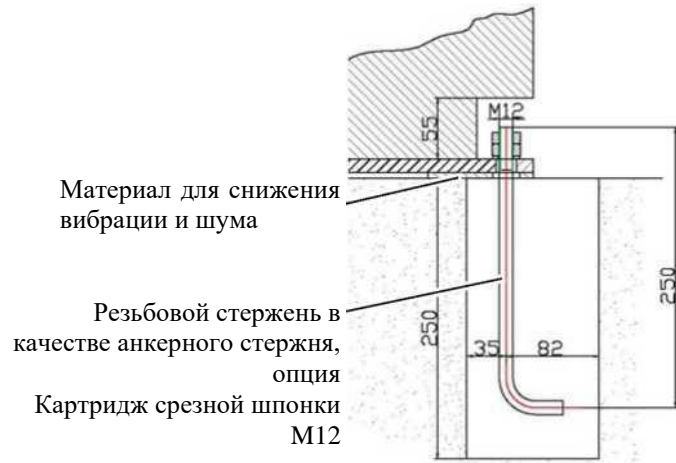 M12
55
Материал для снижения
вибрации и шума
250
250
Резьбовой стержень в
качестве анкерного стержня,
опция
Картридж срезной шпонки
M12
35
82